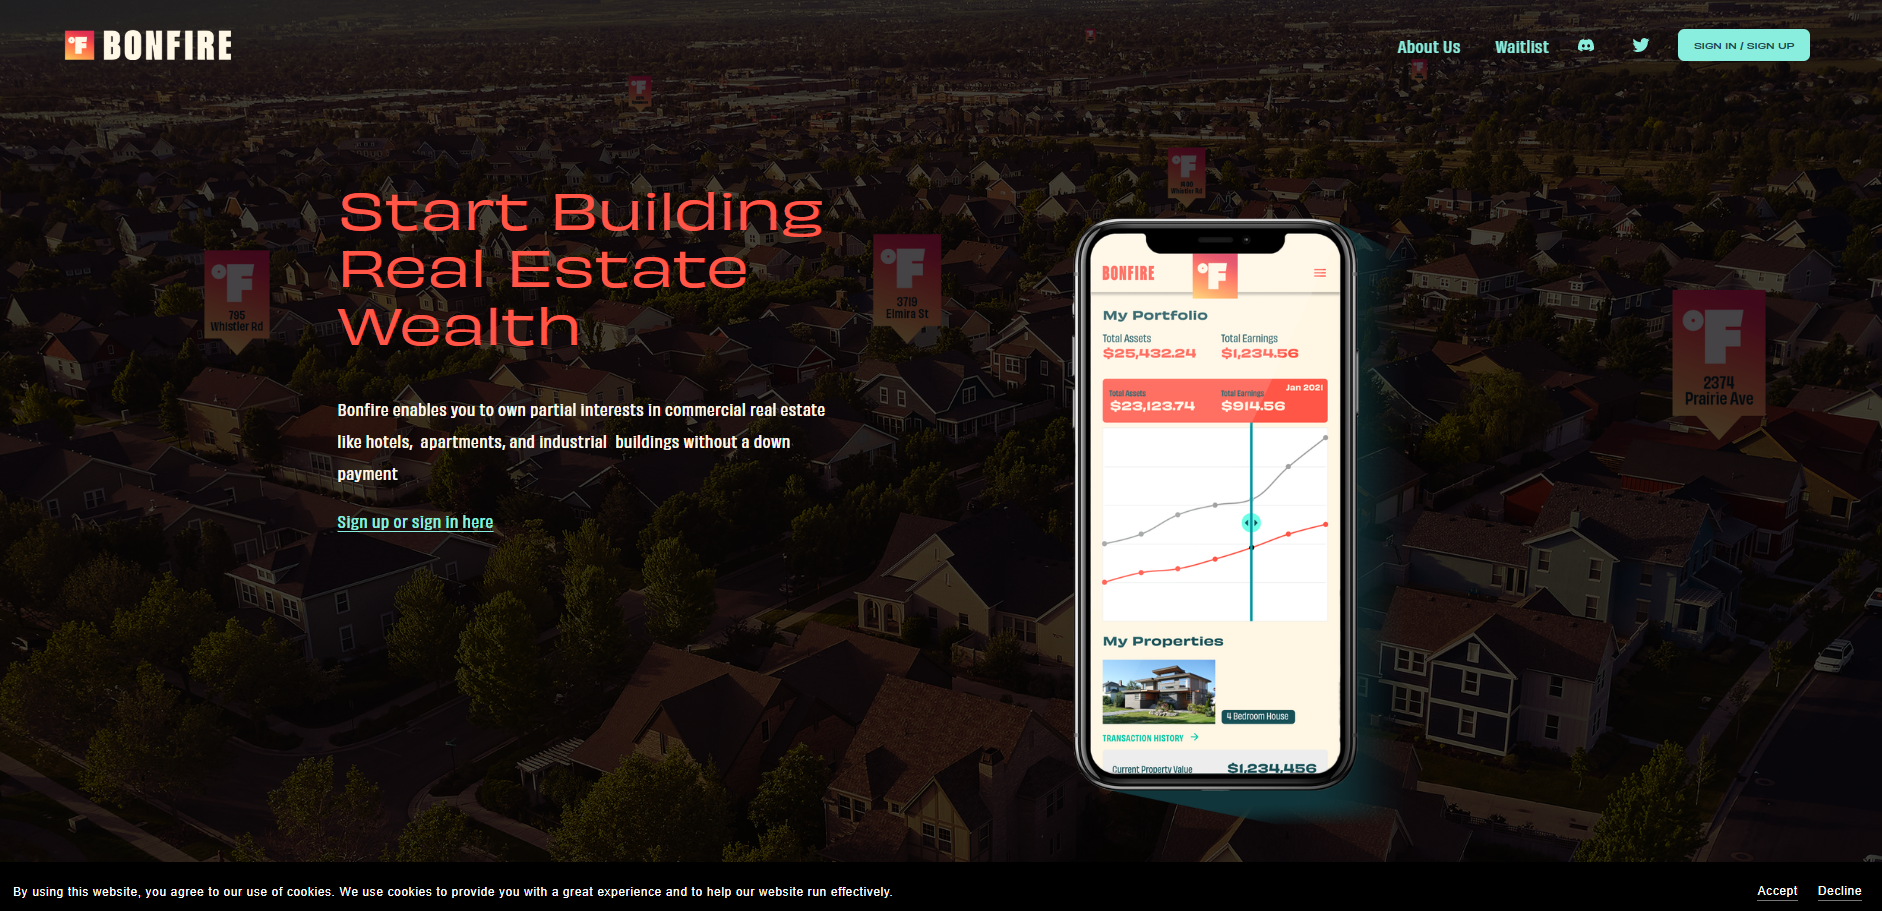 °F BONFIRE
About Us
Waitlist
SIGN IN / SIGN UP
Start Building
Real Estate
Wealth
Bonfire enables you to own partial interests in commercial real estate
like hotels,  apartments, and industrial  buildings without a down
payment
Sign up or sign in here
°F
795
Whistler Rd
°F
3719
Elmira St
°F
Whistler Rd
°F
2374
Prairie Ave
BONFIRE
°F
My Portfolio
Total Assets
Total Earnings
$25,432.24
$1,234.56
Jan 2021
Total Assets
Total Earnings
$23,123.74
$914.56
My Properties
4 Bedroom House
TRANSACTION HISTORY →
Current Property Value
$1,234,456
By using this website, you agree to our use of cookies. We use cookies to provide you with a great experience and to help our website run effectively.
Accept
Decline